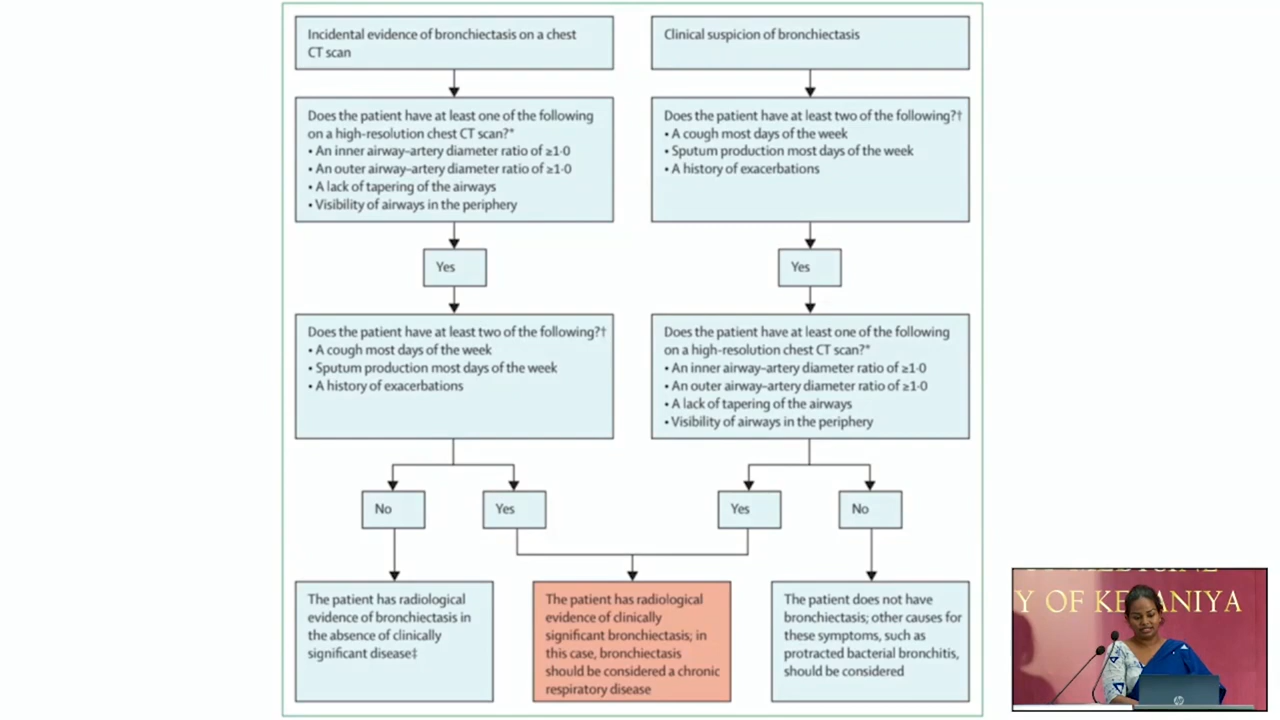 Incidental evidence of bronchiectasis on a chest
CT scan
Does the patient have at least one of the following
on a high-resolution chest CT scan?*
• An inner airway–artery diameter ratio of ≥1·0
• An outer airway–artery diameter ratio of ≥1·0
• A lack of tapering of the airways
• Visibility of airways in the periphery
Yes
Does the patient have at least two of the following?†
• A cough most days of the week
• Sputum production most days of the week
• A history of exacerbations
No
Yes
Clinical suspicion of bronchiectasis
Does the patient have at least two of the following?†
• A cough most days of the week
• Sputum production most days of the week
• A history of exacerbations
Yes
Does the patient have at least one of the following
on a high-resolution chest CT scan?*
• An inner airway–artery diameter ratio of ≥1·0
• An outer airway–artery diameter ratio of ≥1·0
• A lack of tapering of the airways
• Visibility of airways in the periphery
Yes
No
The patient has radiological
evidence of bronchiectasis in
the absence of clinically
significant disease‡
The patient has radiological
evidence of clinically
significant bronchiectasis; in
this case, bronchiectasis
should be considered a chronic
respiratory disease
The patient does not have
bronchiectasis; other causes for
these symptoms, such as
protracted bacterial bronchitis,
should be considered
Y OF KE ANIYA
hp